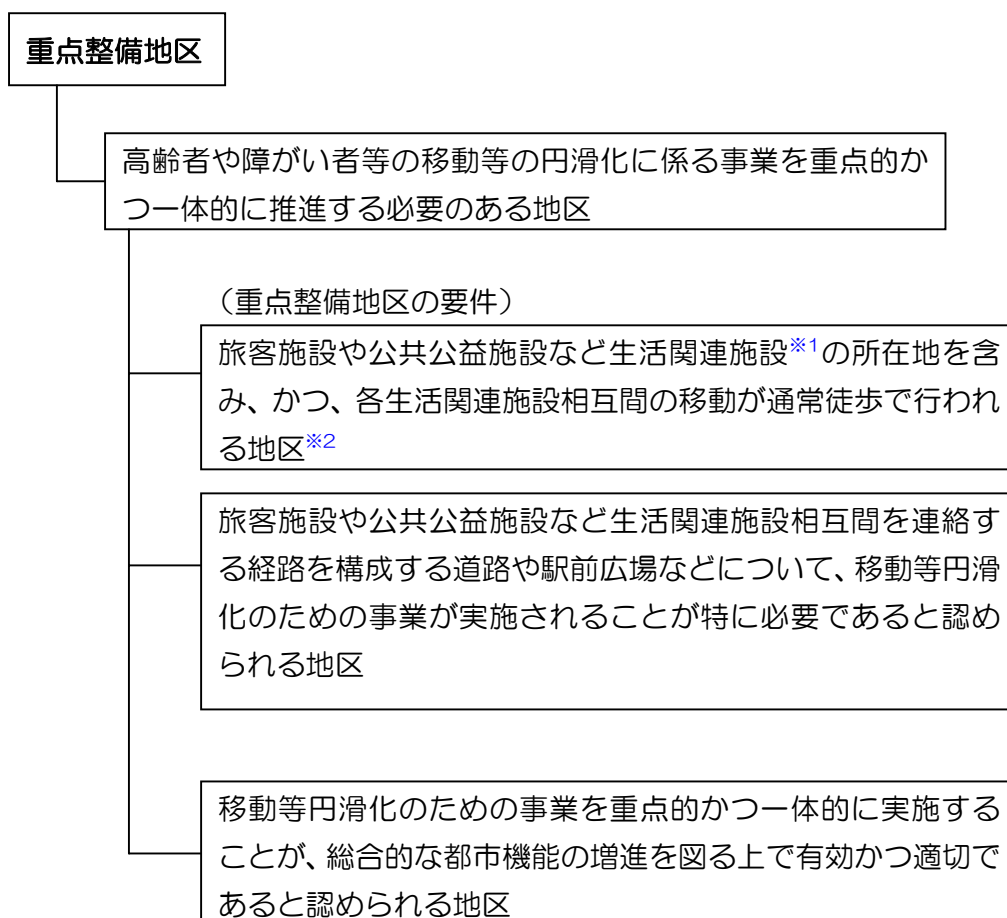 重点整備地区
高齢者や障がい者等の移動等の円滑化に係る事業を重点的か
つ一体的に推進する必要のある地区
（重点整備地区の要件）
旅客施設や公共公益施設など生活関連施設※1の所在地を含
み、かつ、各生活関連施設相互間の移動が通常徒歩で行われ
る地区※2
旅客施設や公共公益施設など生活関連施設相互間を連絡す
る経路を構成する道路や駅前広場などについて、移動等円滑
化のための事業が実施されることが特に必要であると認め
られる地区
移動等円滑化のための事業を重点的かつ一体的に実施する
ことが、総合的な都市機能の増進を図る上で有効かつ適切で
あると認められる地区